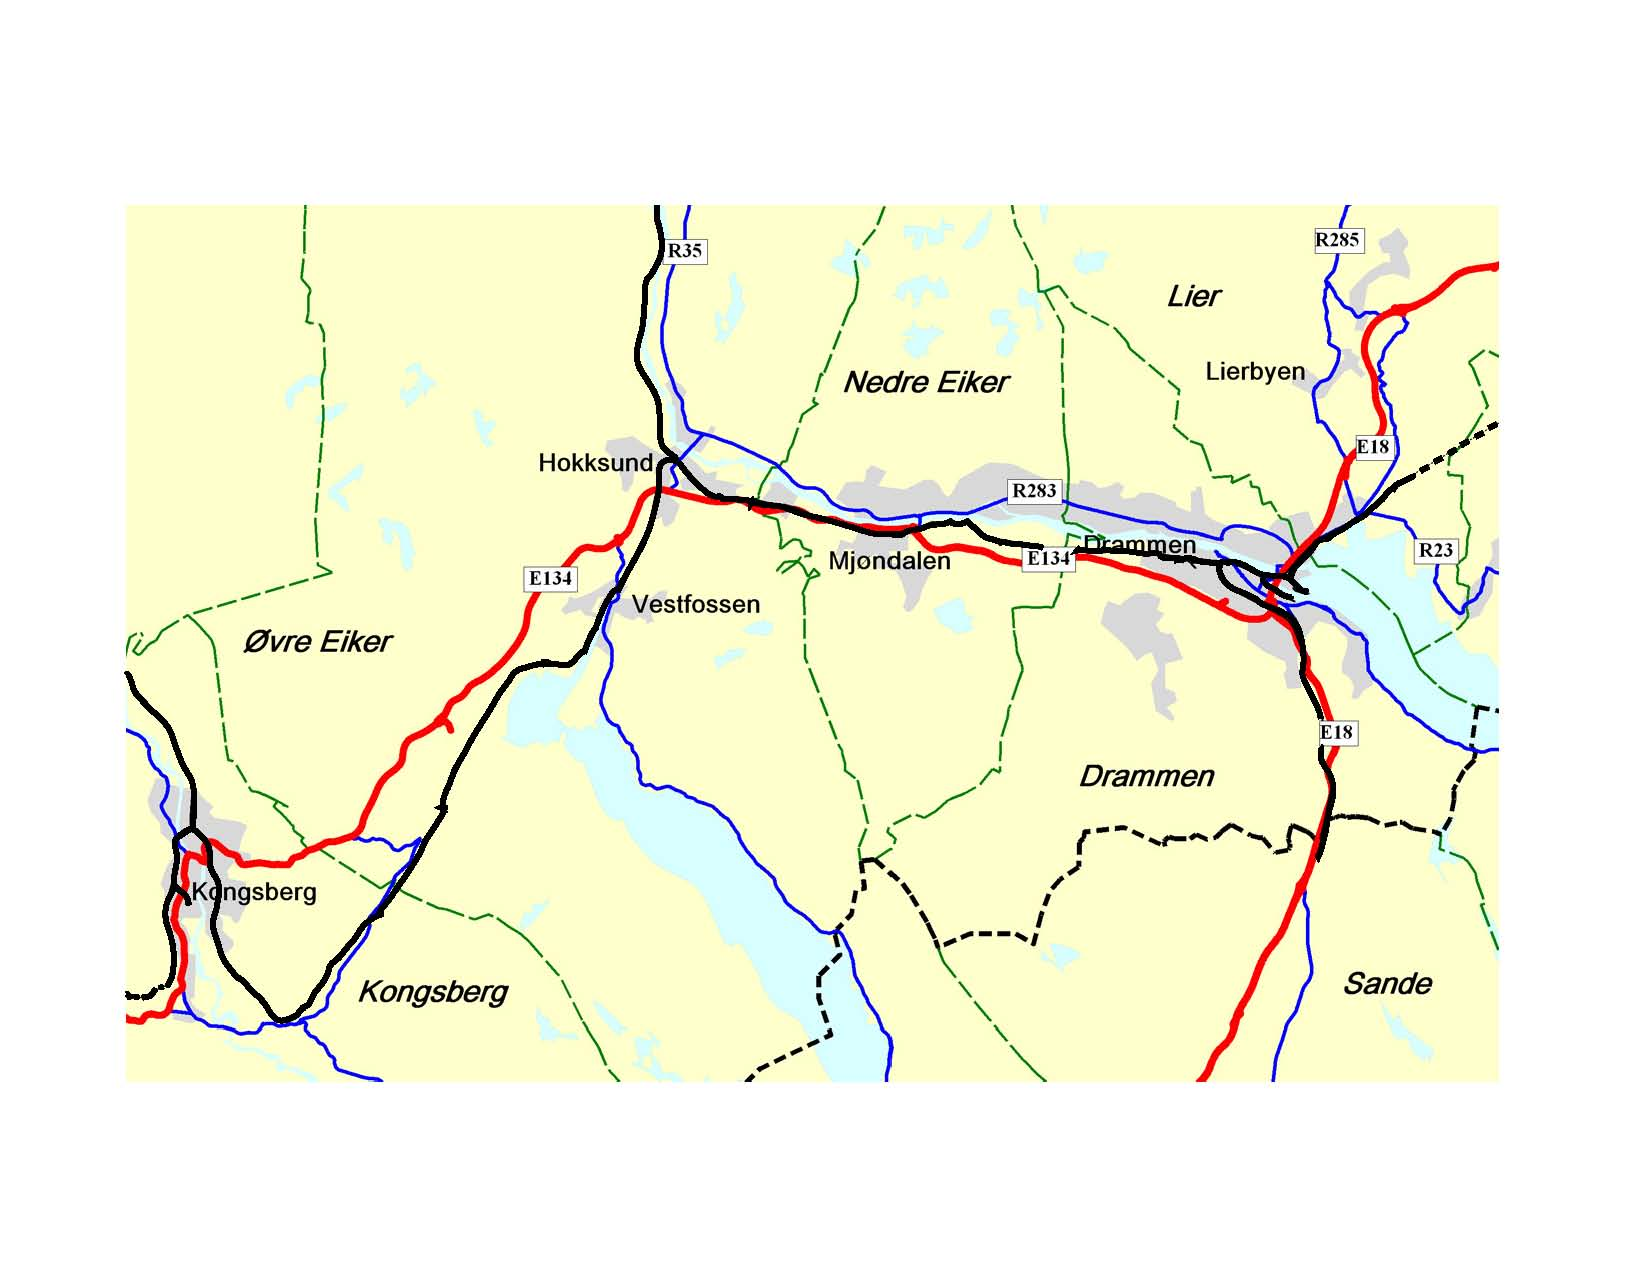 R285
R35
Lier
Lierbyen
Nedre Eiker
E18
Hokksund
R283
Drammen
R23
Mjøndalen
E134
E134
Vestfossen
Øvre Eiker
E18
Drammen
Kongsberg
Kongsberg
Sande